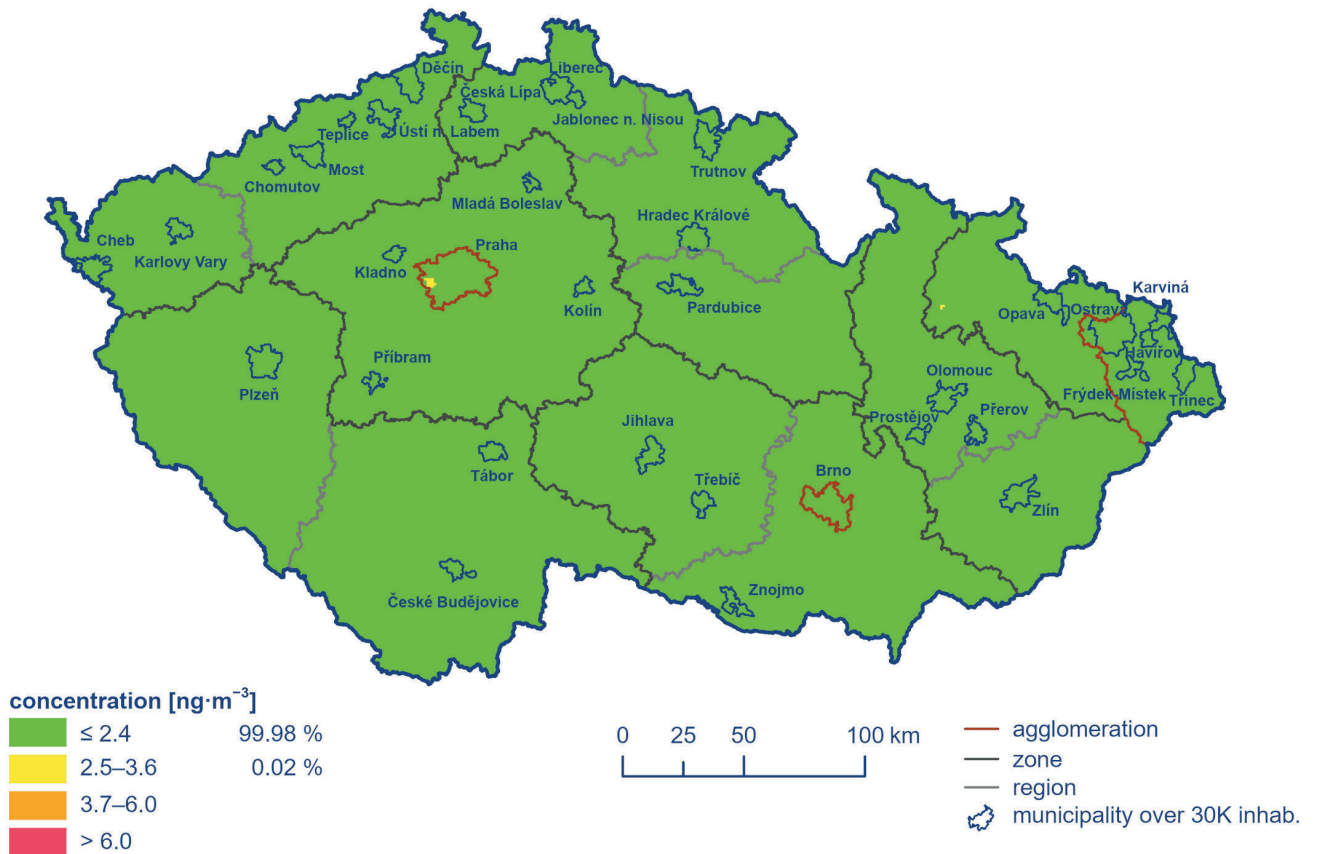 Děčín
Liberec
Česká Lípa
Jablonec n. Nisou
Teplice
Ústí n. Labem
Most
Chomutov
Trutnov
Mladá Boleslav
Hradec Králové
Cheb
Karlovy Vary
Praha
Kladno
Kolín
Pardubice
Karviná
Opava
Ostrava
Havířov
Příbram
Plzeň
Olomouc
Frýdek-Místek
Třinec
Prostějov
Přerov
Jihlava
Tábor
Třebíč
Brno
Zlín
Znojmo
České Budějovice
concentration [ng·m⁻³]
≤ 2.4 99.98 %
2.5–3.6 0.02 %
3.7–6.0
> 6.0
0 25 50 100 km
agglomeration
zone
region
municipality over 30K inhab.